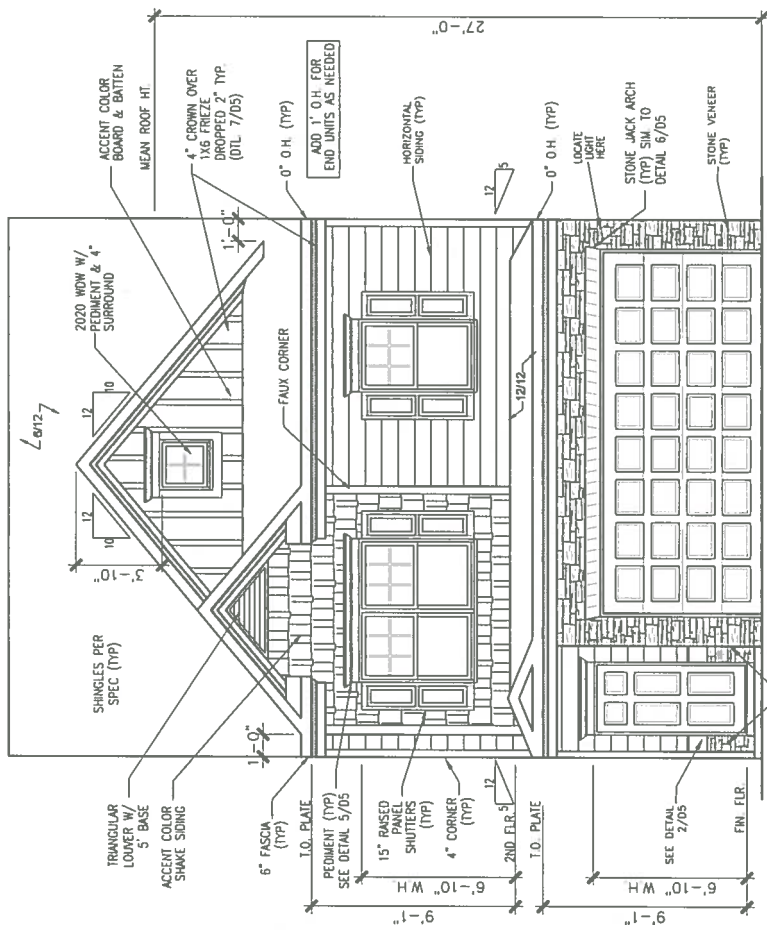 6/12
12
10
12
10
2020 WDW W/
PEDIMENT & 4"
SURROUND
ACCENT COLOR
BOARD & BATTEN
MEAN ROOF HT.
4" CROWN OVER
1X6 FRIEZE
DROPPED 2" TYP.
(DTL 7/D5)
3'-10"
1'-0"
SHINGLES PER
SPEC (TYP)
TRIANGULAR
LOUVER W/
5' BASE
ACCENT COLOR
SHAKE SIDING
1'-0"
6" FASCIA
(TYP)
T.O. PLATE
0" O.H. (TYP)
ADD 1' O.H. FOR
END UNITS AS NEEDED
27'-0"
FAUX CORNER
PEDIMENT (TYP)
SEE DETAIL 5/D5
15" RAISED
PANEL
SHUTTERS
(TYP)
4" CORNER
(TYP)
HORIZONTAL
SIDING (TYP)
6'-10" W.H.
9'-1"
2ND FLR.
12
5
12
5
12/12
T.O. PLATE
0" O.H. (TYP)
LOCATE
LIGHT
HERE
STONE JACK ARCH
(TYP) SIM. TO
DETAIL 6/D5
STONE VENEER
(TYP)
SEE DETAIL
2/D5
6'-10" W.H.
9'-1"
FIN. FLR.